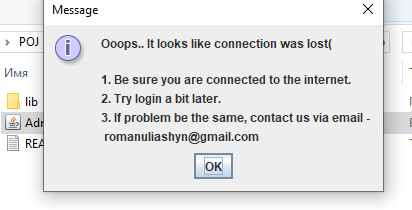 Message
Ooops.. It looks like connection was lost(
1. Be sure you are connected to the internet.
2. Try login a bit later.
3. If problem be the same, contact us via email -
romanuliashyn@gmail.com
OK
POJ
Имя
lib
Adr
REA